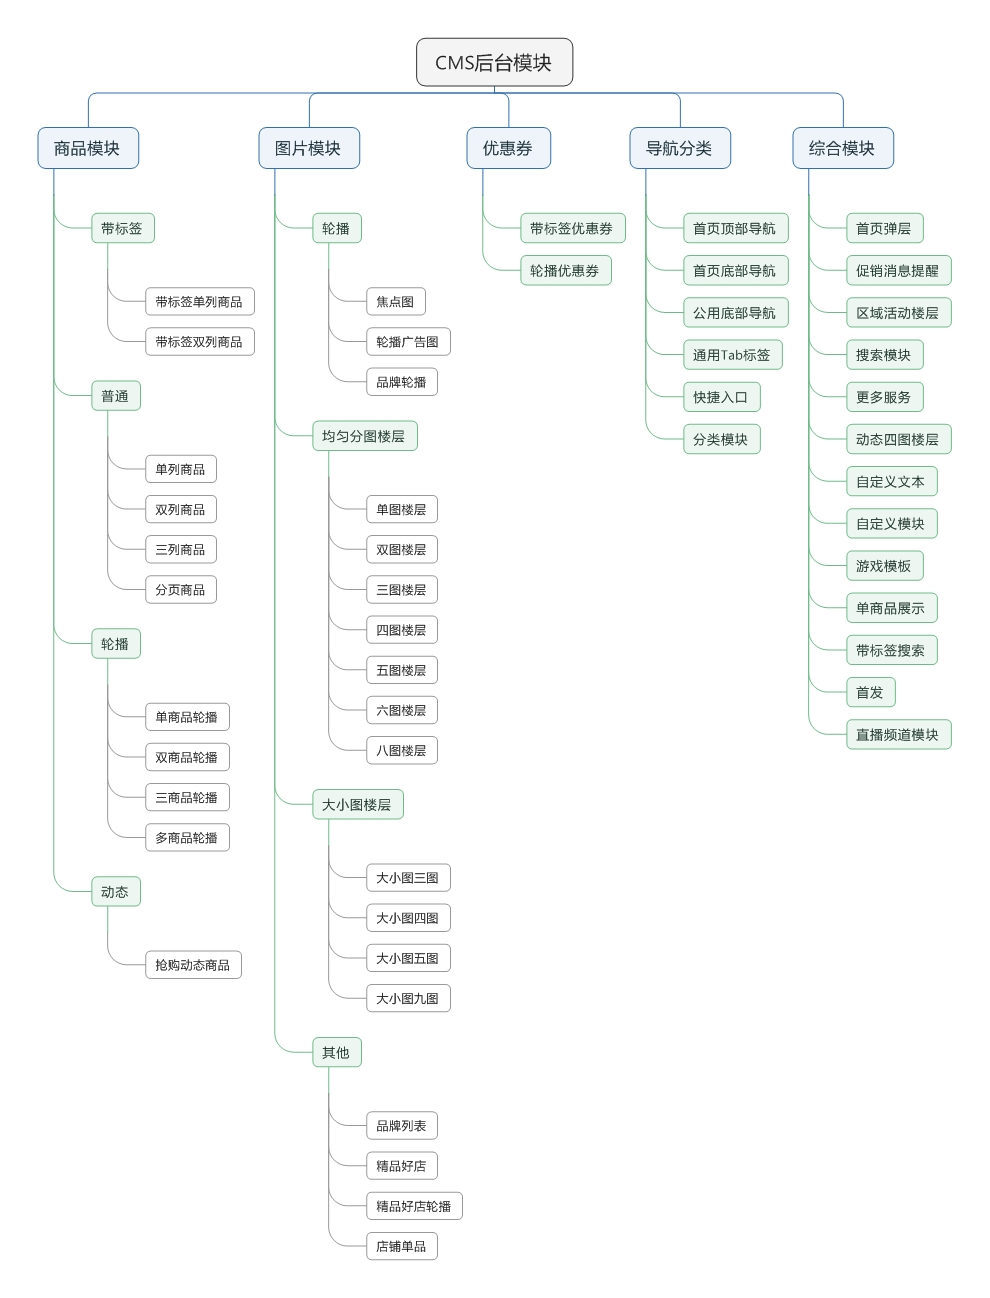 CMS后台模块
商品模块
带标签
带标签单列商品
带标签双列商品
普通
单列商品
双列商品
三列商品
分页商品
轮播
单商品轮播
双商品轮播
三商品轮播
多商品轮播
动态
抢购动态商品
图片模块
轮播
焦点图
轮播广告图
品牌轮播
均匀分图楼层
单图楼层
双图楼层
三图楼层
四图楼层
五图楼层
六图楼层
八图楼层
大小图楼层
大小图三图
大小图四图
大小图五图
大小图九图
其他
品牌列表
精品好店
精品好店轮播
店铺单品
优惠券
带标签优惠券
轮播优惠券
导航分类
首页顶部导航
首页底部导航
公用底部导航
通用Tab标签
快捷入口
分类模块
综合模块
首页弹层
促销消息提醒
区域活动楼层
搜索模块
更多服务
动态四图楼层
自定义文本
自定义模块
游戏模板
单商品展示
带标签搜索
首发
直播频道模块